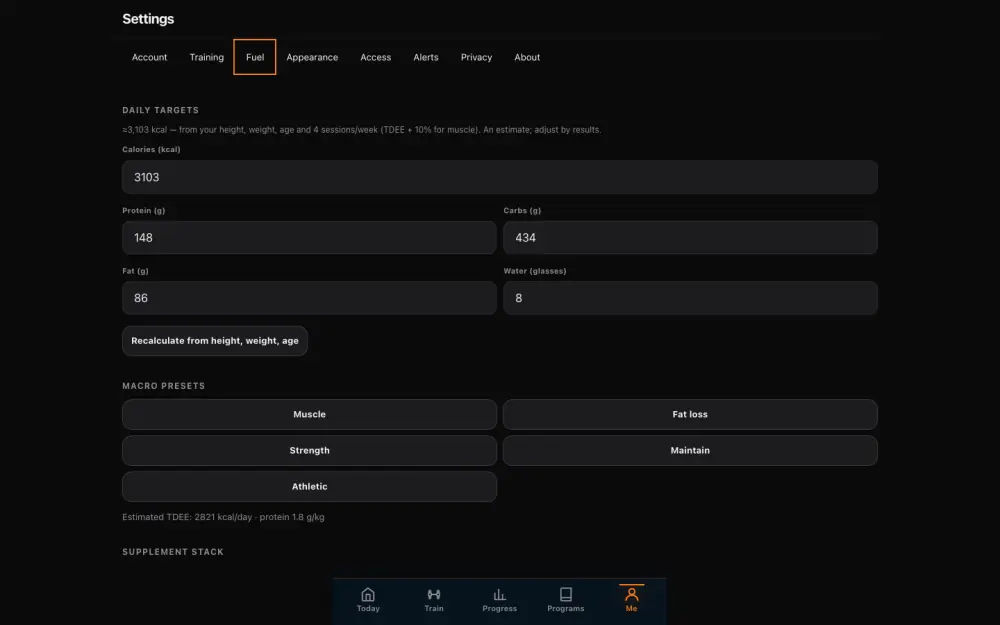 Settings
Account Training Fuel Appearance Access Alerts Privacy About
DAILY TARGETS
≈3,103 kcal — from your height, weight, age and 4 sessions/week (TDEE + 10% for muscle). An estimate; adjust by results.
Calories (kcal)
3103
Protein (g) Carbs (g)
148 434
Fat (g) Water (glasses)
86 8
Recalculate from height, weight, age
MACRO PRESETS
Muscle Fat loss
Strength Maintain
Athletic
Estimated TDEE: 2821 kcal/day · protein 1.8 g/kg
SUPPLEMENT STACK
Today Train Progress Programs Me